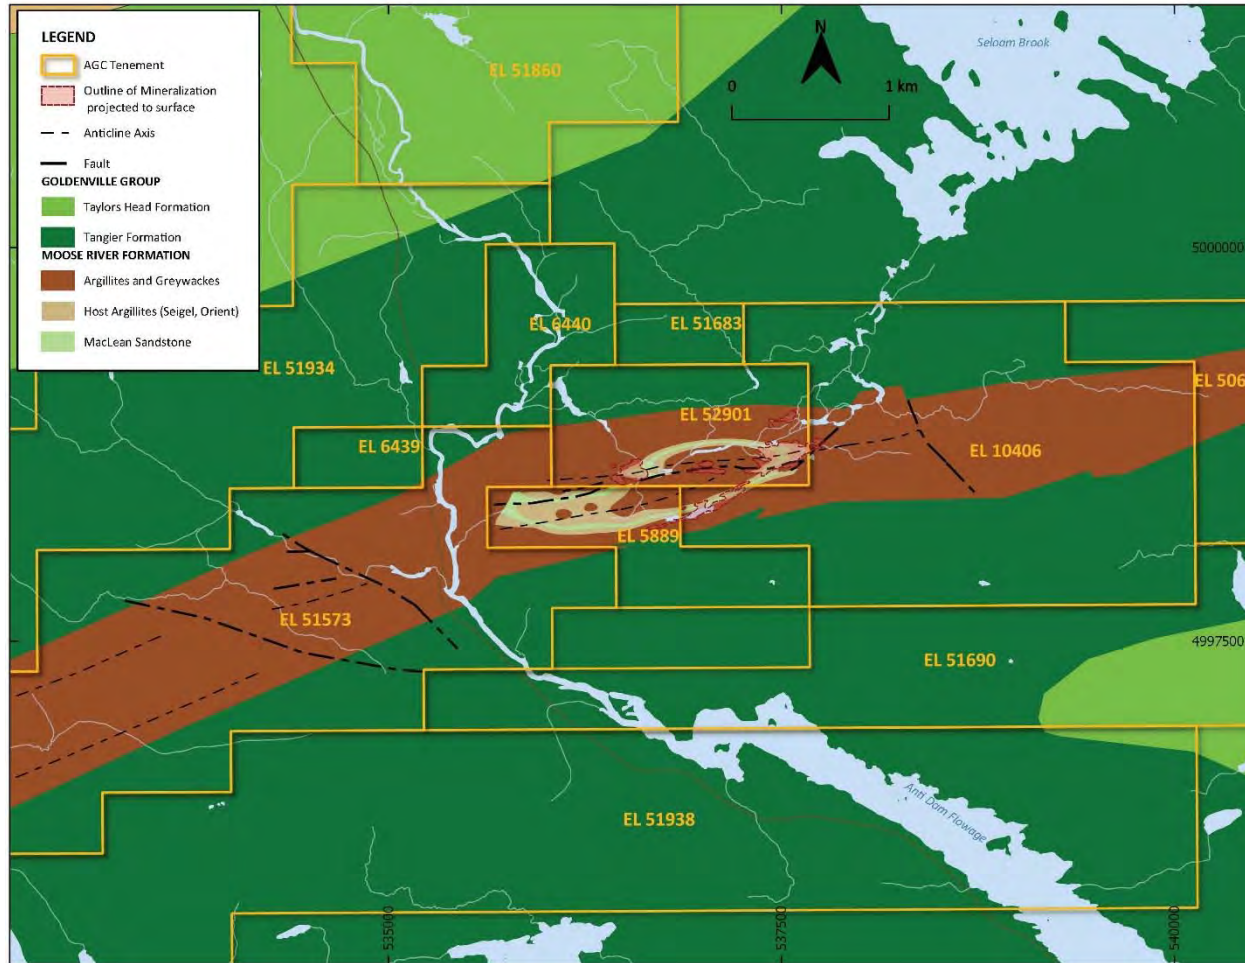 LEGEND
AGC Tenement
Outline of Mineralization
projected to surface
Anticline Axis
Fault
GOLDENVILLE GROUP
Taylors Head Formation
Tangier Formation
MOOSE RIVER FORMATION
Argillites and Greywackes
Host Argillites (Seigel, Orient)
MacLean Sandstone
N
0 1 km
Seloam Brook
EL 51860
5000000
EL 6440
EL 51683
EL 51934
EL 506
EL 52901
EL 6439
EL 10406
EL 5889
EL 51573
4997500
EL 51690
Anti Dam Flowage
EL 51938
535000
537500
540000